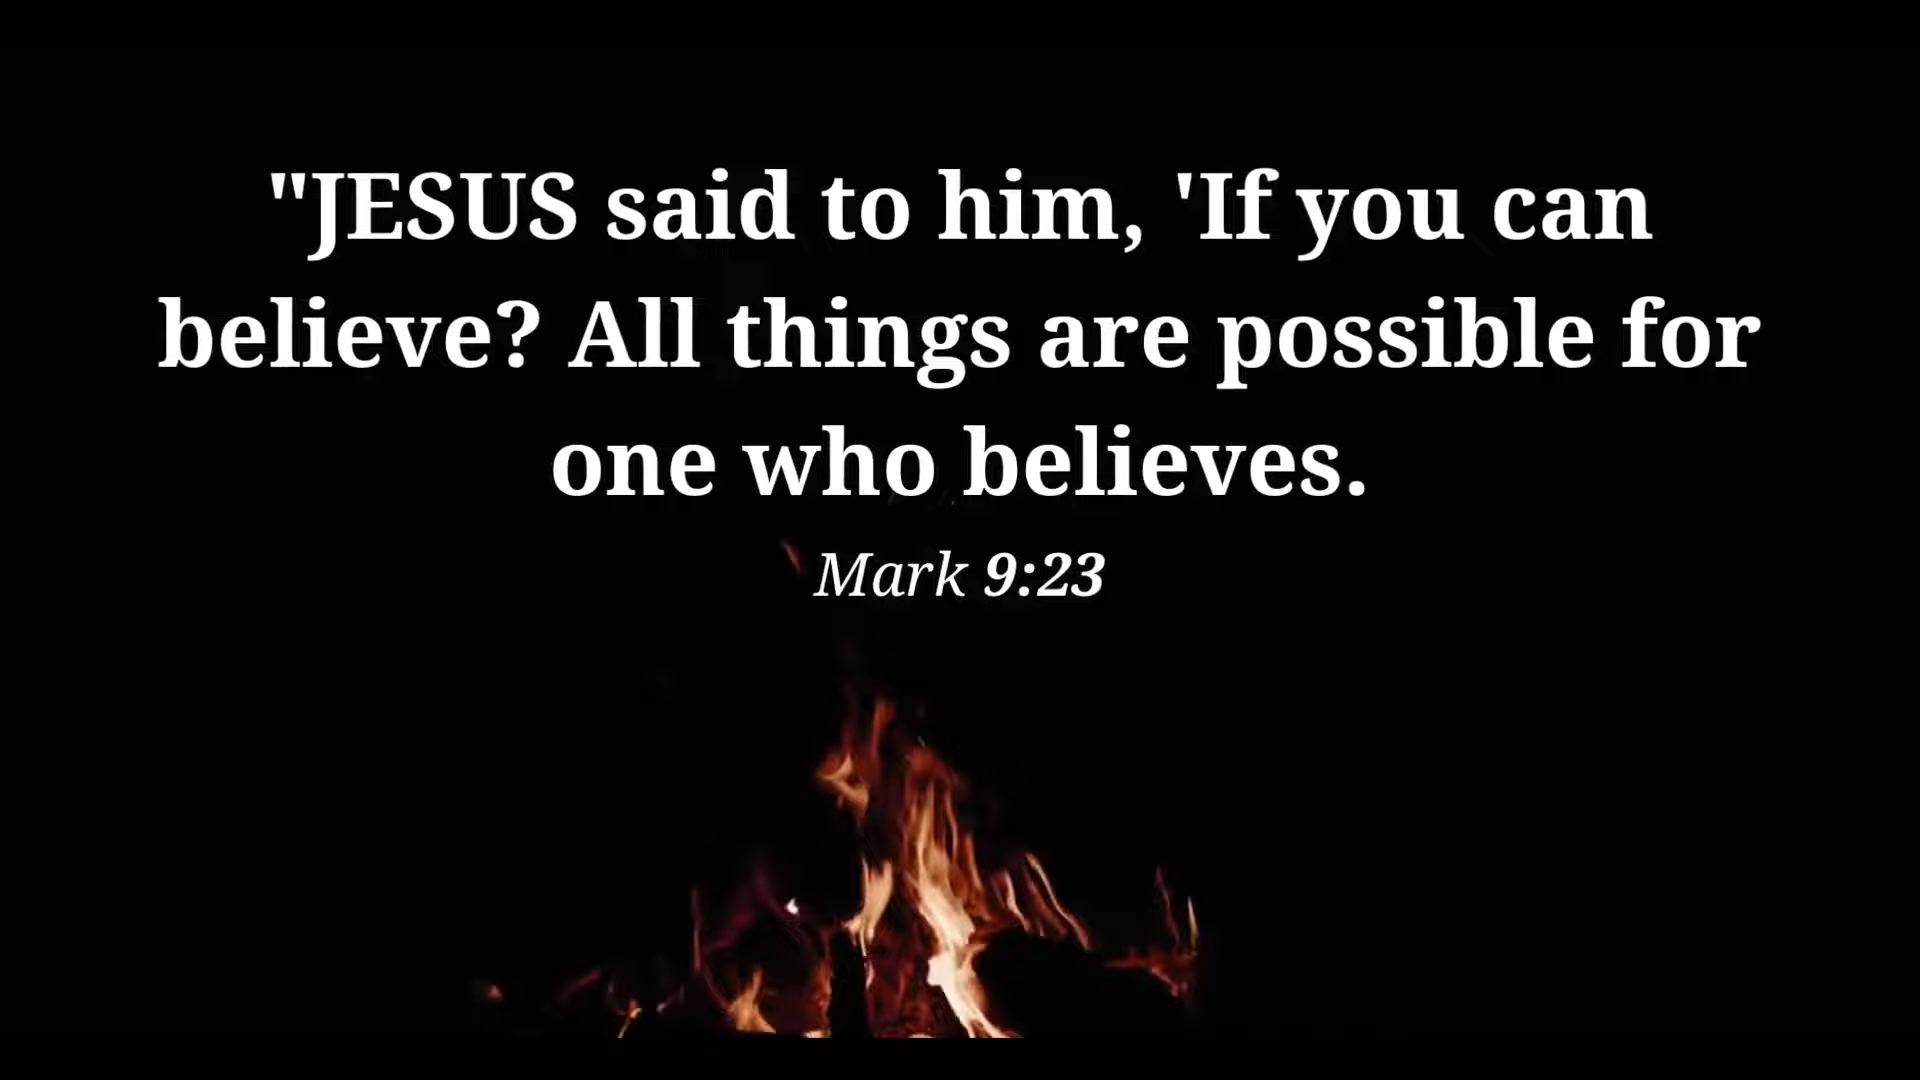 "JESUS said to him, 'If you can
believe? All things are possible for
one who believes.
Mark 9:23